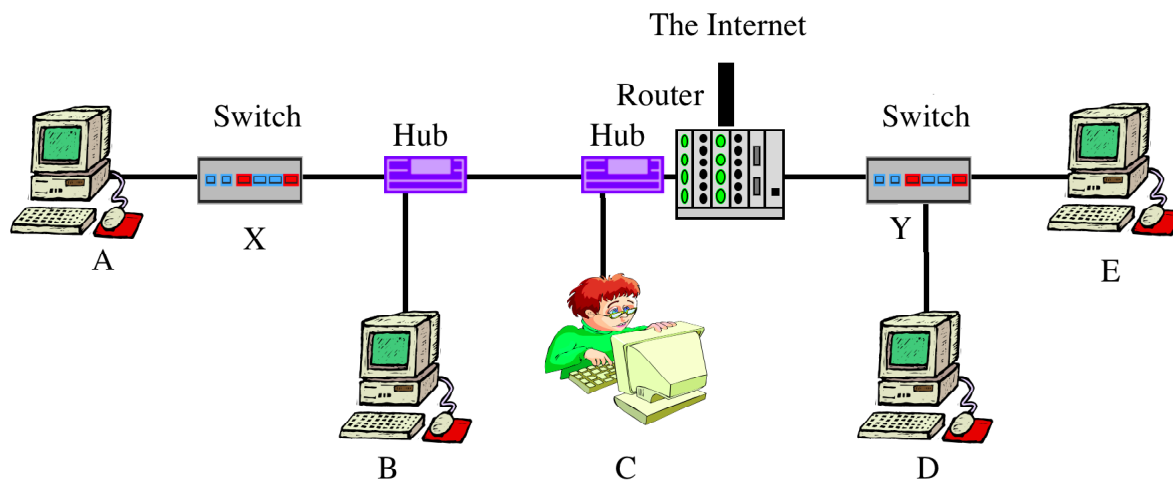 The Internet
Router
Switch
Hub
Hub
Switch
X
Y
A
E
B
C
D